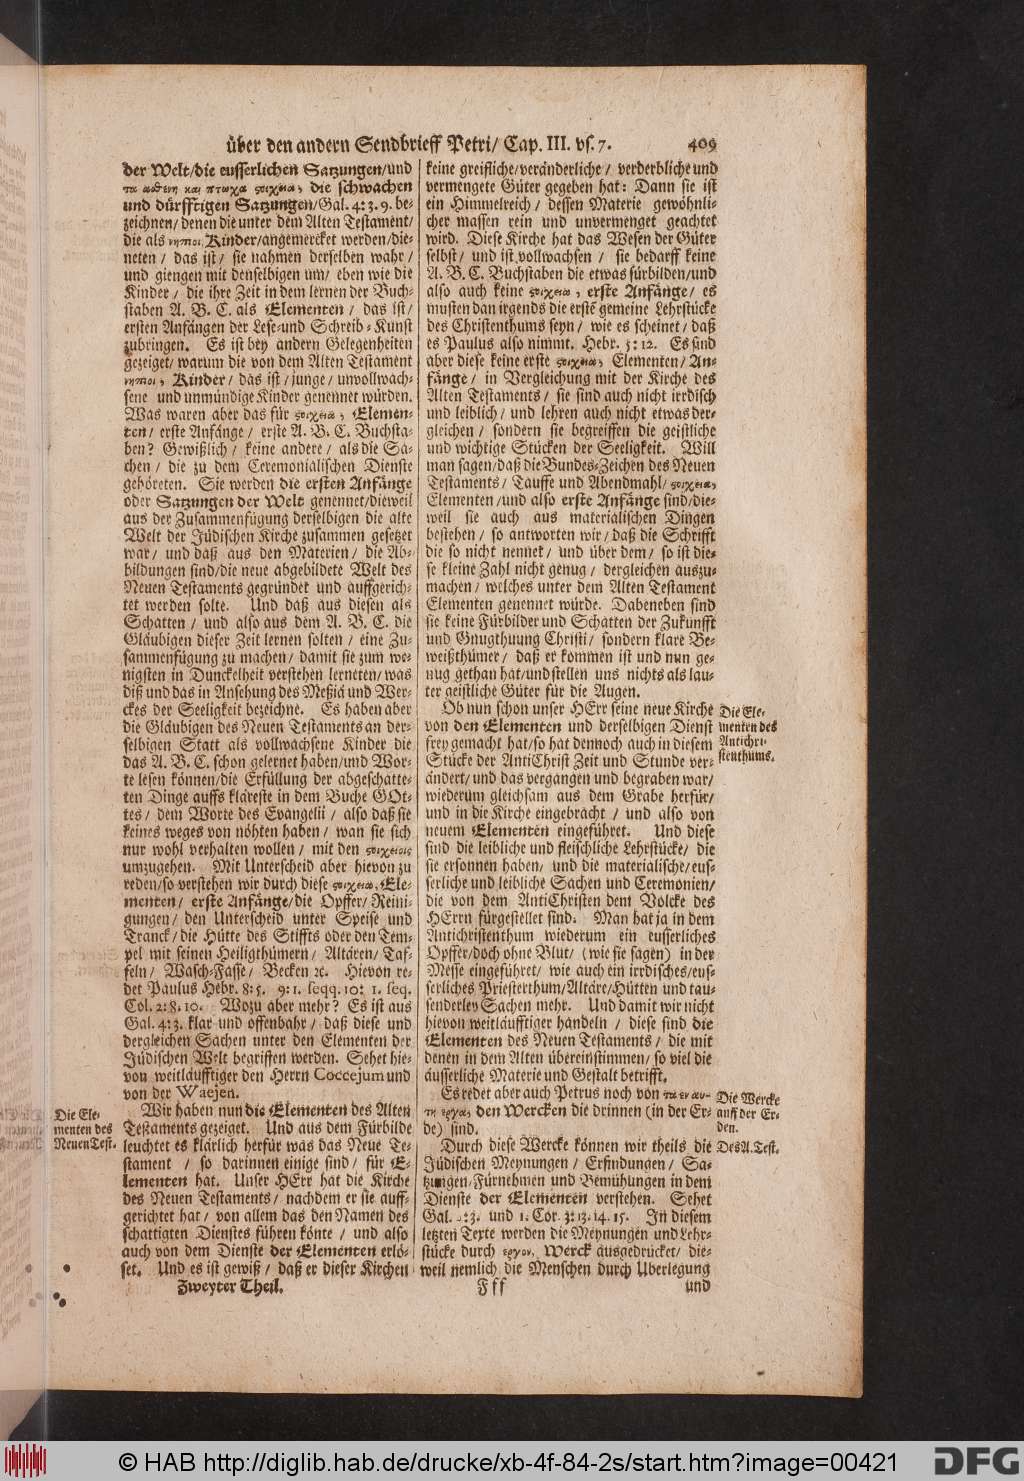 über den andern Sendbrieff Petri/ Cap. III. vs. 7. 409
der Welt/die eusserlichen Satzungen/und
τα ασθενη και πτωχα ςοιχεια, die schwachen
und dürfftigen Satzungen/Gal. 4: 3. 9. be-
zeichnen/denen die unter dem Alten Testament/
die als νηπιοι, Kinder/angemercket werden/die-
neten / das ist / sie nahmen derselben wahr /
und giengen mit denselbigen um/ eben wie die
Kinder / die ihre Zeit in dem lernen der Buch-
staben A. B. C. als Elementen / das ist/
ersten Anfängen der Lese-und Schreib-Kunst
zubringen. Es ist bey andern Gelegenheiten
gezeiget/ warum die von dem Alten Testament
νηπιοι, Kinder/ das ist/junge/unvollwach-
sene und unmündige Kinder genennet würden.
Was waren aber das für ςοιχεια, Elemen-
ten/ erste Anfänge / erste A. B. C. Buchsta-
ben? Gewißlich / keine andere / als die Sa-
chen / die zu dem Ceremonialischen Dienste
gehöreten. Sie werden die ersten Anfänge
oder Satzungen der Welt genennet/dieweil
aus der Zusammenfügung derselbigen die alte
Welt der Jüdischen Kirche zusammen gesetzet
war/ und daß aus den Materien / die Ab-
bildungen sind/die neue abgebildete Welt des
Neuen Testaments gegründet und auffgerich-
tet werden solte. Und daß aus diesen als
Schatten / und also aus dem A. B. C. die
Gläubigen dieser Zeit lernen solten / eine Zu-
sammenfügung zu machen/ damit sie zum we-
nigsten in Dunckelheit verstehen lerneten/was
diß und das in Ansehung des Meßiä und Wer-
ckes der Seeligkeit bezeichne. Es haben aber
die Gläubigen des Neuen Testaments an der-
selbigen Statt als vollwachsene Kinder die
das A. B. C. schon gelernet haben/und Wor-
te lesen können/die Erfüllung der abgeschatte-
ten Dinge auffs kläreste in dem Buche GOt-
tes / dem Worte des Evangelii / also daß sie
keines weges von nöhten haben / wan sie sich
nur wohl verhalten wollen / mit den ςοιχειοις
umzugehen. Mit Unterscheid aber hievon zu
reden/so verstehen wir durch diese ςοιχεια, Ele-
menten/ erste Anfänge/die Opffer/ Reini-
gungen/ den Unterscheid unter Speise und
Tranck/die Hütte des Stiffts oder den Tem-
pel mit seinen Heiligthümern / Altären/ Taf-
feln/ Wasch-Fasse/ Becken ꝛc. Hievon re-
det Paulus Hebr. 8: 5. 9: 1. seqq. 10: 1. seq.
Col. 2: 8. 10. Wozu aber mehr? Es ist aus
Gal. 4: 3. klar und offenbahr / daß diese und
dergleichen Sachen unter den Elementen der
Jüdischen Welt begriffen werden. Sehet hie-
von weitläufftiger den Herrn Coccejum und
von der Waejen.
Die Ele-
menten des
Neuen Test.
Wir haben nun die Elementen des Alten
Testaments gezeiget. Und aus dem Fürbilde
leuchtet es klärlich herfür was das Neue Te-
stament / so darinnen einige sind / für E-
lementen hat. Unser HErr hat die Kirche
des Neuen Testaments/ nachdem er sie auff-
gerichtet hat/ von allem das den Namen des
schattigten Dienstes führen könte / und also
auch von dem Dienste der Elementen erlö-
set. Und es ist gewiß/ daß er dieser Kirchen
Zweyter Theil.
keine greifliche/veränderliche/ verderbliche und
vermengete Güter gegeben hat: Dann sie ist
ein Himmelreich / dessen Materie gewöhnli-
cher massen rein und unvermenget geachtet
wird. Diese Kirche hat das Wesen der Güter
selbst/ und ist vollwachsen / sie bedarff keine
A. B. C. Buchstaben die etwas fürbilden/und
also auch keine ςοιχεια, erste Anfänge/ es
musten dan irgends die erste gemeine Lehrstücke
des Christenthums seyn/ wie es scheinet/ daß
es Paulus also nimt. Hebr. 5: 12. Es sind
aber diese keine erste ςοιχεια, Elementen/ An-
fänge/ in Vergleichung mit der Kirche des
Alten Testaments/ sie sind auch nicht irrdisch
und leiblich/ und lehren auch nicht etwas der-
gleichen / sondern sie begreiffen die geistliche
und wichtige Stücken der Seeligkeit. Will
man sagen/daß die Bundes-Zeichen des Neuen
Testaments/ Tauffe und Abendmahl/ ςοιχεια,
Elementen/und also erste Anfänge sind/die-
weil sie auch aus materialischen Dingen
bestehen / so antworten wir/daß die Schrifft
die so nicht nennet/ und über dem/ so ist die-
se kleine Zahl nicht genug / dergleichen auszu-
machen/ welches unter dem Alten Testament
Elementen genennet würde. Dabeneben sind
sie keine Fürbilder und Schatten der Zukunfft
und Gnugthuung Christi/ sondern klare Be-
weißthümer / daß er kommen ist und nun ge-
nug gethan hat/und stellen uns nichts als lau-
ter geistliche Güter für die Augen.
Ob nun schon unser HErr seine neue Kirche
von den Elementen und derselbigen Dienst
frey gemacht hat/so hat dennoch auch in diesem
Stücke der AntiChrist Zeit und Stunde ver-
ändert/und das vergangen und begraben war/
wiederum gleichsam aus dem Grabe herfür/
und in die Kirche eingebracht / und also von
neuem Elementen eingeführet. Und diese
sind die leibliche und fleischliche Lehrstücke/ die
sie ersonnen haben/ und die materialische/eus-
serliche und leibliche Sachen und Ceremonien/
die von dem AntiChristen dem Volcke des
HErrn fürgestellet sind. Man hat ja in dem
Antichristenthum wiederum ein eusserliches
Opffer/doch ohne Blut/ (wie sie sagen) in der
Messe eingeführet/ wie auch ein irrdisches/eus-
serliches Priesterthum/Altäre/Hütten und tau-
senderley Sachen mehr. Und damit wir nicht
hievon weitläufftiger handeln / diese sind die
Elementen des Neuen Testaments/ die mit
denen in dem Alten übereinstimmen/ so viel die
äusserliche Materie und Gestalt betrifft.
Die Ele-
menten des
Antichri-
stenthums.
Es redet aber auch Petrus noch von τα εν αυ-
τη εργα, den Wercken die drinnen (in der Er-
de) sind.
Die Wercke
auff der Er-
den.
Durch diese Wercke können wir theils die
Jüdischen Meynungen/ Erfindungen/ Sa-
tzungen/Fürnehmen und Bemühungen in dem
Dienste der Elementen verstehen. Sehet
Gal. : 3. und 1. Cor. 3: 13. 14. 15. In diesem
letzten Texte werden die Meynungen und Lehr-
stücke durch εργον, Werck ausgedrücket/ die-
weil nemlich die Menschen durch Uberlegung
Des A. Test.
Fff
und
© HAB http://diglib.hab.de/drucke/xb-4f-84-2s/start.htm?image=00421
DFG